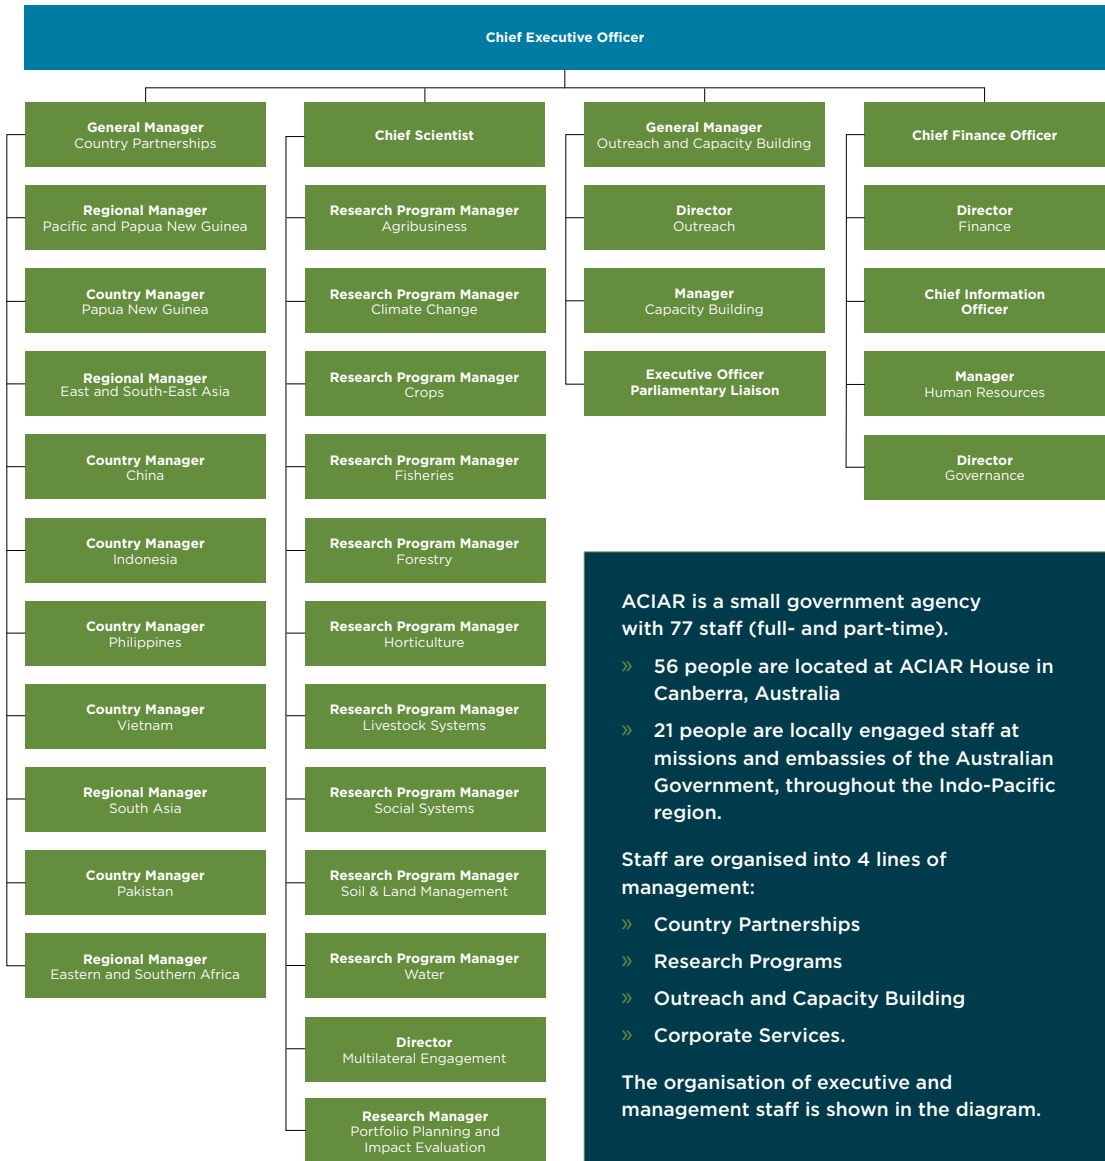 Chief Executive Officer
General Manager
Country Partnerships
Regional Manager
Pacific and Papua New Guinea
Country Manager
Papua New Guinea
Regional Manager
East and South-East Asia
Country Manager
China
Country Manager
Indonesia
Country Manager
Philippines
Country Manager
Vietnam
Regional Manager
South Asia
Country Manager
Pakistan
Regional Manager
Eastern and Southern Africa
Chief Scientist
Research Program Manager
Agribusiness
Research Program Manager
Climate Change
Research Program Manager
Crops
Research Program Manager
Fisheries
Research Program Manager
Forestry
Research Program Manager
Horticulture
Research Program Manager
Livestock Systems
Research Program Manager
Social Systems
Research Program Manager
Soil & Land Management
Research Program Manager
Water
Director
Multilateral Engagement
Research Manager
Portfolio Planning and
Impact Evaluation
General Manager
Outreach and Capacity Building
Director
Outreach
Manager
Capacity Building
Executive Officer
Parliamentary Liaison
Chief Finance Officer
Director
Finance
Chief Information
Officer
Manager
Human Resources
Director
Governance
ACIAR is a small government agency
with 77 staff (full- and part-time).
» 56 people are located at ACIAR House in
Canberra, Australia
» 21 people are locally engaged staff at
missions and embassies of the Australian
Government, throughout the Indo-Pacific
region.
Staff are organised into 4 lines of
management:
» Country Partnerships
» Research Programs
» Outreach and Capacity Building
» Corporate Services.
The organisation of executive and
management staff is shown in the diagram.